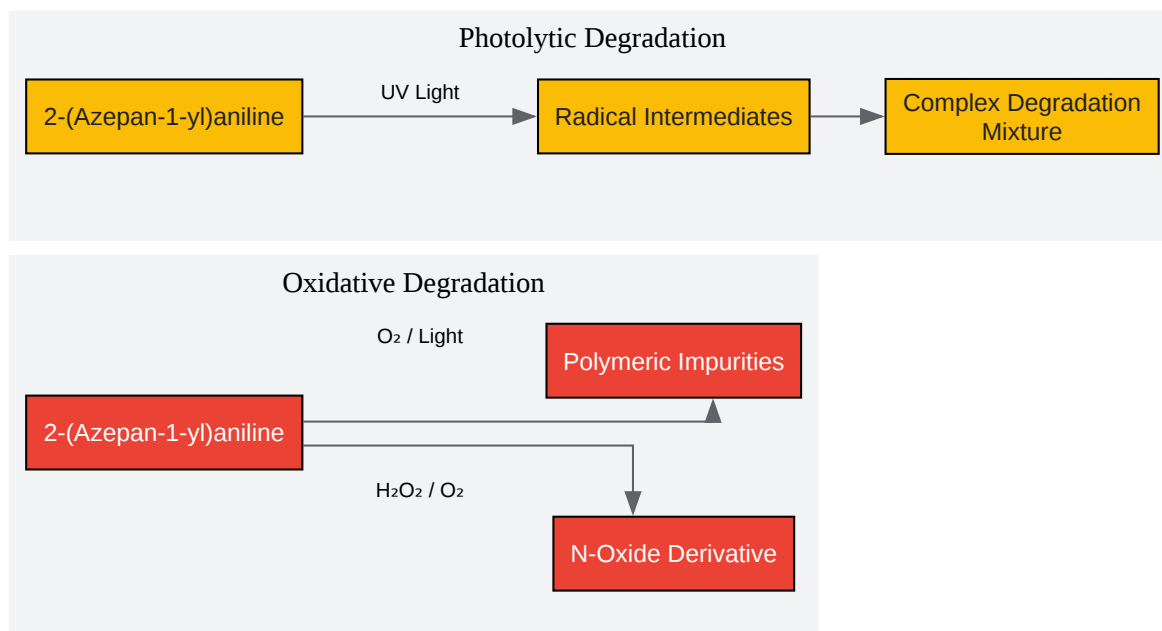 Photolytic Degradation
2-(Azepan-1-yl)aniline
UV Light
Radical Intermediates
Complex Degradation
Mixture
Oxidative Degradation
O₂ / Light
Polymeric Impurities
2-(Azepan-1-yl)aniline
H₂O₂ / O₂
N-Oxide Derivative